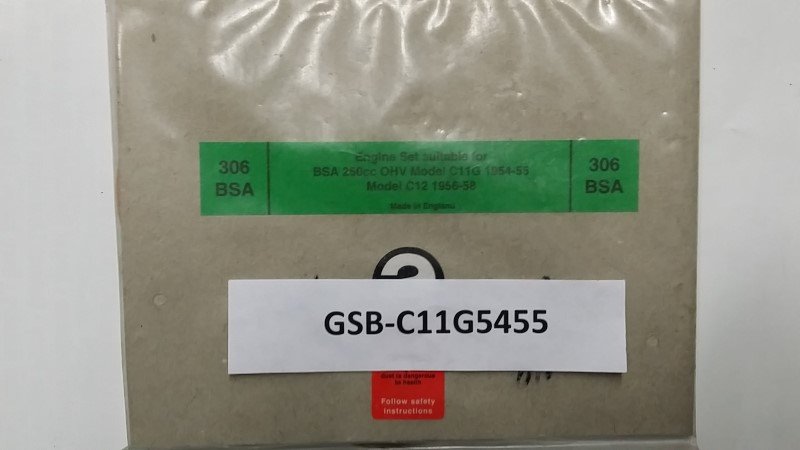 306
BSA
Engine Set suitable for
BSA 250cc OHV Model C11G 1954-55
Model C12 1956-58
Made in England
306
BSA
GSB-C11G5455
dust is dangerous
to health
Follow safety
instructions